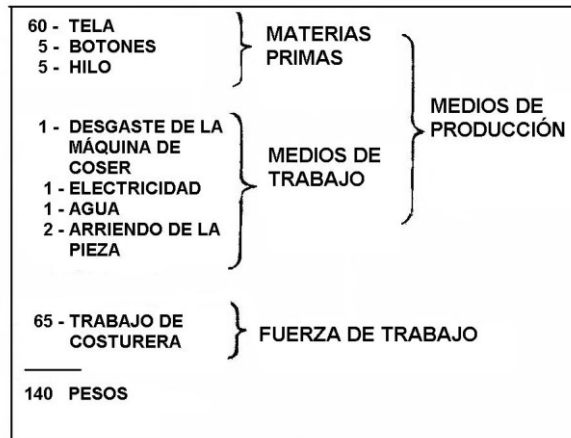 60 - TELA
5 - BOTONES
5 - HILO
MATERIAS
PRIMAS
1 - DESGASTE DE LA
MÁQUINA DE
COSER
1 - ELECTRICIDAD
1 - AGUA
2 - ARRIENDO DE LA
PIEZA
MEDIOS DE
TRABAJO
MEDIOS DE
PRODUCCIÓN
65 - TRABAJO DE
COSTURERA
FUERZA DE TRABAJO
140 PESOS